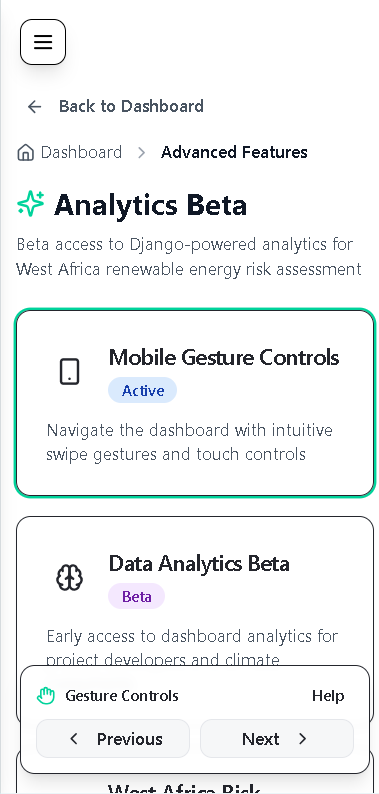 Back to Dashboard
Dashboard
Advanced Features
Analytics Beta
Beta access to Django-powered analytics for
West Africa renewable energy risk assessment
Mobile Gesture Controls
Active
Navigate the dashboard with intuitive
swipe gestures and touch controls
Data Analytics Beta
Beta
Early access to dashboard analytics for
project developers and climate
Gesture Controls
Help
Previous
Next
West Africa Risk